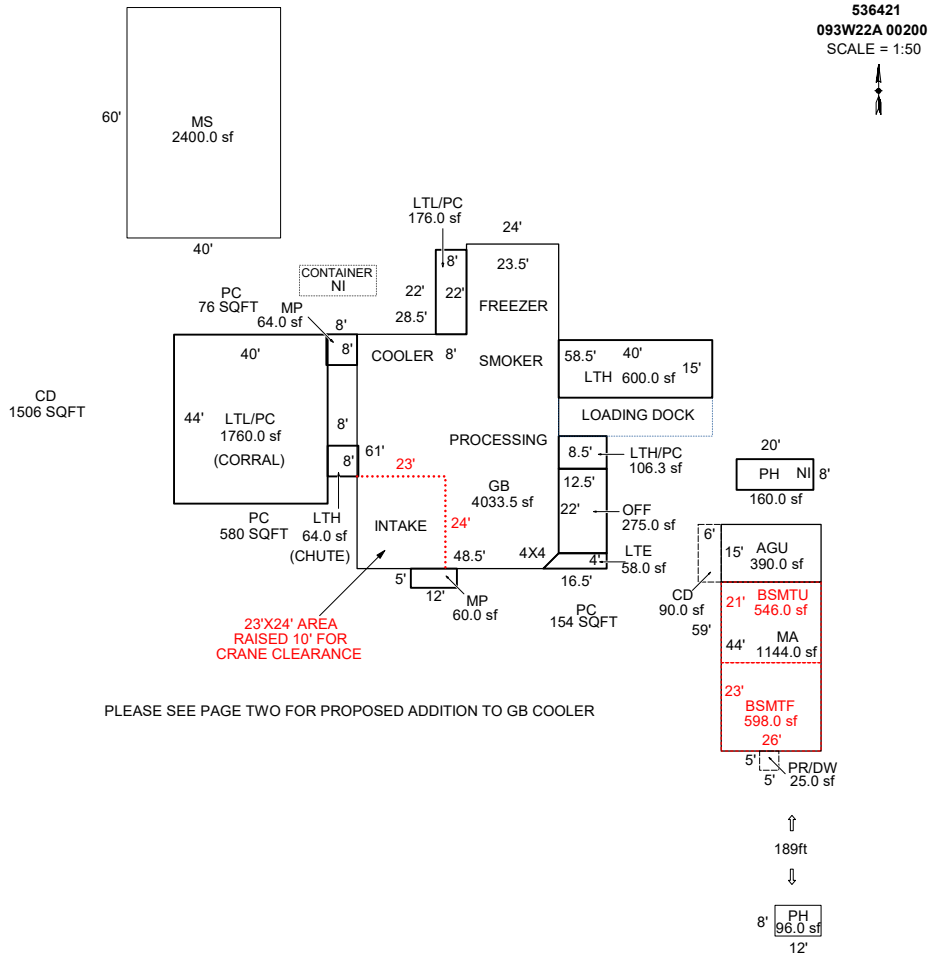 536421
093W22A 00200
SCALE = 1:50
60'
MS
2400.0 sf
40'
LTL/PC
176.0 sf
24'
8'
23.5'
CONTAINER
NI
22'
22'
FREEZER
PC
76 SQFT
MP
64.0 sf
28.5'
8'
8'
40'
COOLER
8'
SMOKER
58.5'
40'
15'
LTH
600.0 sf
CD
1506 SQFT
44'
LTL/PC
1760.0 sf
(CORRAL)
8'
8'
61'
LOADING DOCK
PROCESSING
8.5'
LTH/PC
106.3 sf
23'
GB
4033.5 sf
12.5'
22'
OFF
275.0 sf
20'
PH
NI
8'
160.0 sf
PC
580 SQFT
LTH
64.0 sf
(CHUTE)
INTAKE
24'
48.5'
4X4
4'
LTE
58.0 sf
16.5'
5'
12'
MP
60.0 sf
PC
154 SQFT
23'X24' AREA
RAISED 10' FOR
CRANE CLEARANCE
6'
15'
AGU
390.0 sf
CD
90.0 sf
21'
BSMTU
546.0 sf
59'
44'
MA
1144.0 sf
23'
BSMTF
598.0 sf
26'
PLEASE SEE PAGE TWO FOR PROPOSED ADDITION TO GB COOLER
5'
5'
PR/DW
25.0 sf
189ft
8'
PH
96.0 sf
12'